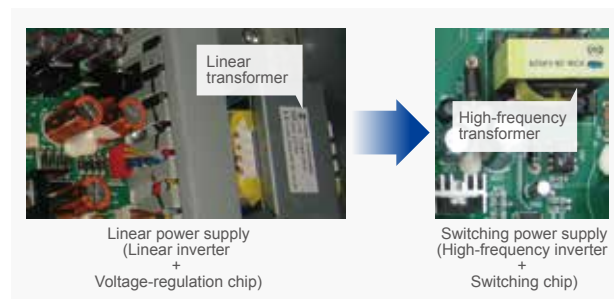 Linear
transformer
High-frequency
transformer
Linear power supply
(Linear inverter
+
Voltage-regulation chip)
Switching power supply
(High-frequency inverter
+
Switching chip)